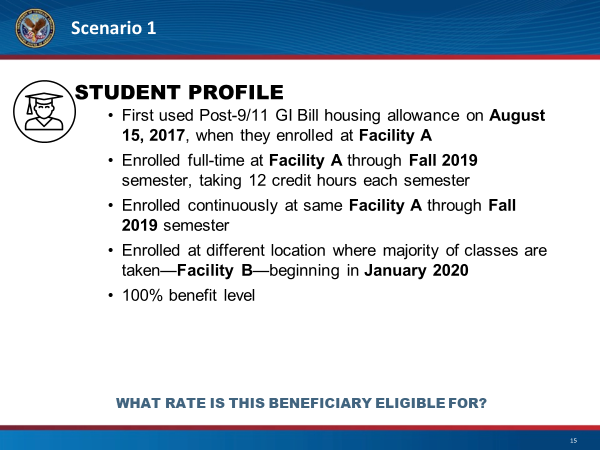 Scenario 1
STUDENT PROFILE
• First used Post-9/11 GI Bill housing allowance on August
15, 2017, when they enrolled at Facility A
• Enrolled full-time at Facility A through Fall 2019
semester, taking 12 credit hours each semester
• Enrolled continuously at same Facility A through Fall
2019 semester
• Enrolled at different location where majority of classes are
taken—Facility B—beginning in January 2020
• 100% benefit level
WHAT RATE IS THIS BENEFICIARY ELIGIBLE FOR?
15